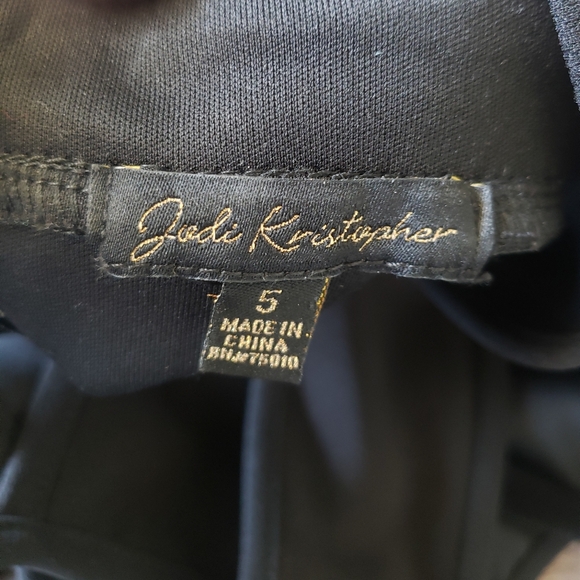 Jodi Kristopher
5
MADE IN
CHINA
RN#75010